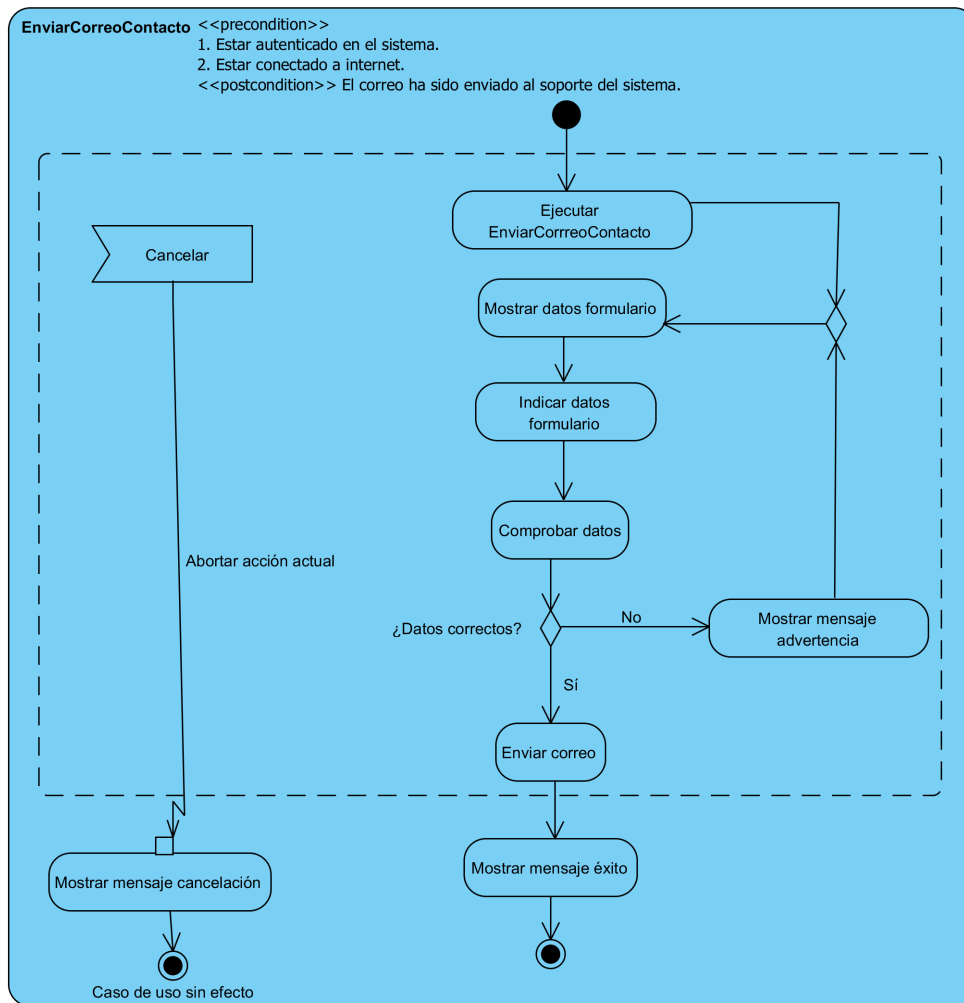 EnviarCorreoContacto <<precondition>>
1. Estar autenticado en el sistema.
2. Estar conectado a internet.
<<postcondition>> El correo ha sido enviado al soporte del sistema.
Ejecutar
EnviarCorrreoContacto
Cancelar
Mostrar datos formulario
Indicar datos
formulario
Comprobar datos
Abortar acción actual
¿Datos correctos?
No
Mostrar mensaje
advertencia
Sí
Enviar correo
Mostrar mensaje éxito
Mostrar mensaje cancelación
Caso de uso sin efecto